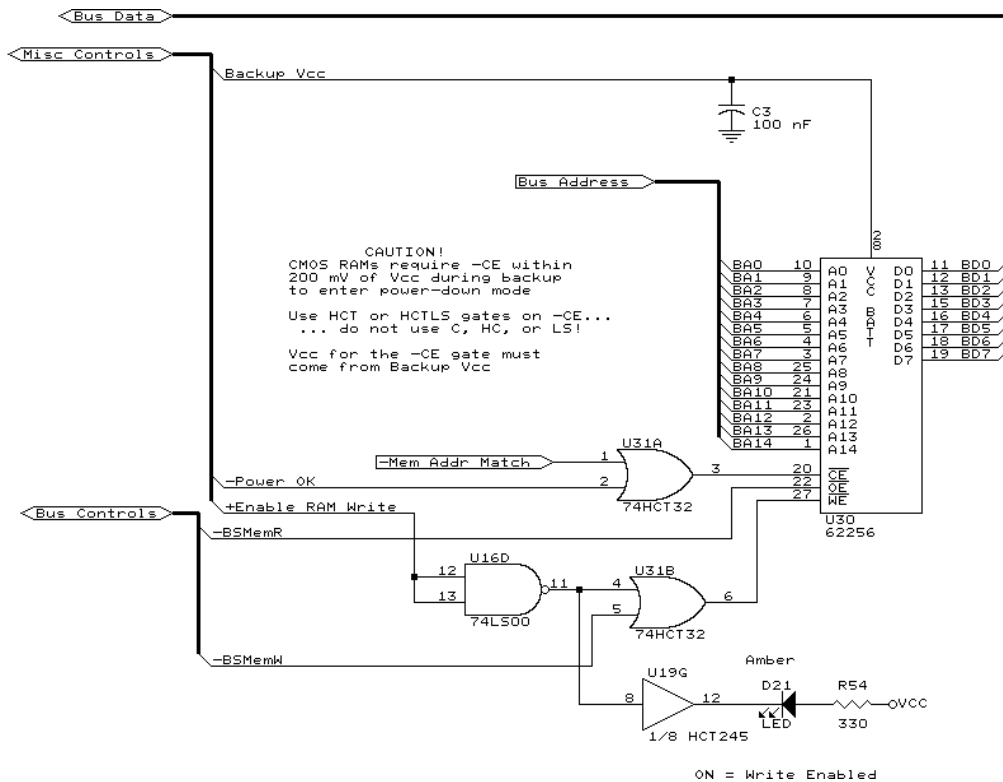 Bus Data
Misc Controls
Backup Vcc
C3
100 nF
Bus Address
28
CAUTION!
CMOS RAMs require -CE within
200 mV of Vcc during backup
to enter power-down mode
Use HCT or HCTLS gates on -CE...
... do not use C, HC, or LS!
Vcc for the -CE gate must
come from Backup Vcc
BA0 10 A0 D0 11 BD0
BA1 9 A1 D1 12 BD1
BA2 8 A2 D2 13 BD2
BA3 7 A3 D3 15 BD3
BA4 6 A4 D4 16 BD4
BA5 5 A5 D5 17 BD5
BA6 4 A6 D6 18 BD6
BA7 3 A7 D7 19 BD7
BA8 25 A8
BA9 24 A9
BA10 21 A10
BA11 23 A11
BA12 2 A12
BA13 26 A13
BA14 1 A14
VCC BATT
U31A
-Mem Addr Match 1 3 20 CE
-Power OK 2 22 OE
74HCT32 27 WE
+Enable RAM Write
Bus Controls
U30
62256
-BSMemR
U16D
12 11
13
74LS00
U31B
4 6
5
74HCT32
-BSMemW
Amber
U19G D21 R54
8 12 VCC
LED 330
1/8 HCT245
ON = Write Enabled